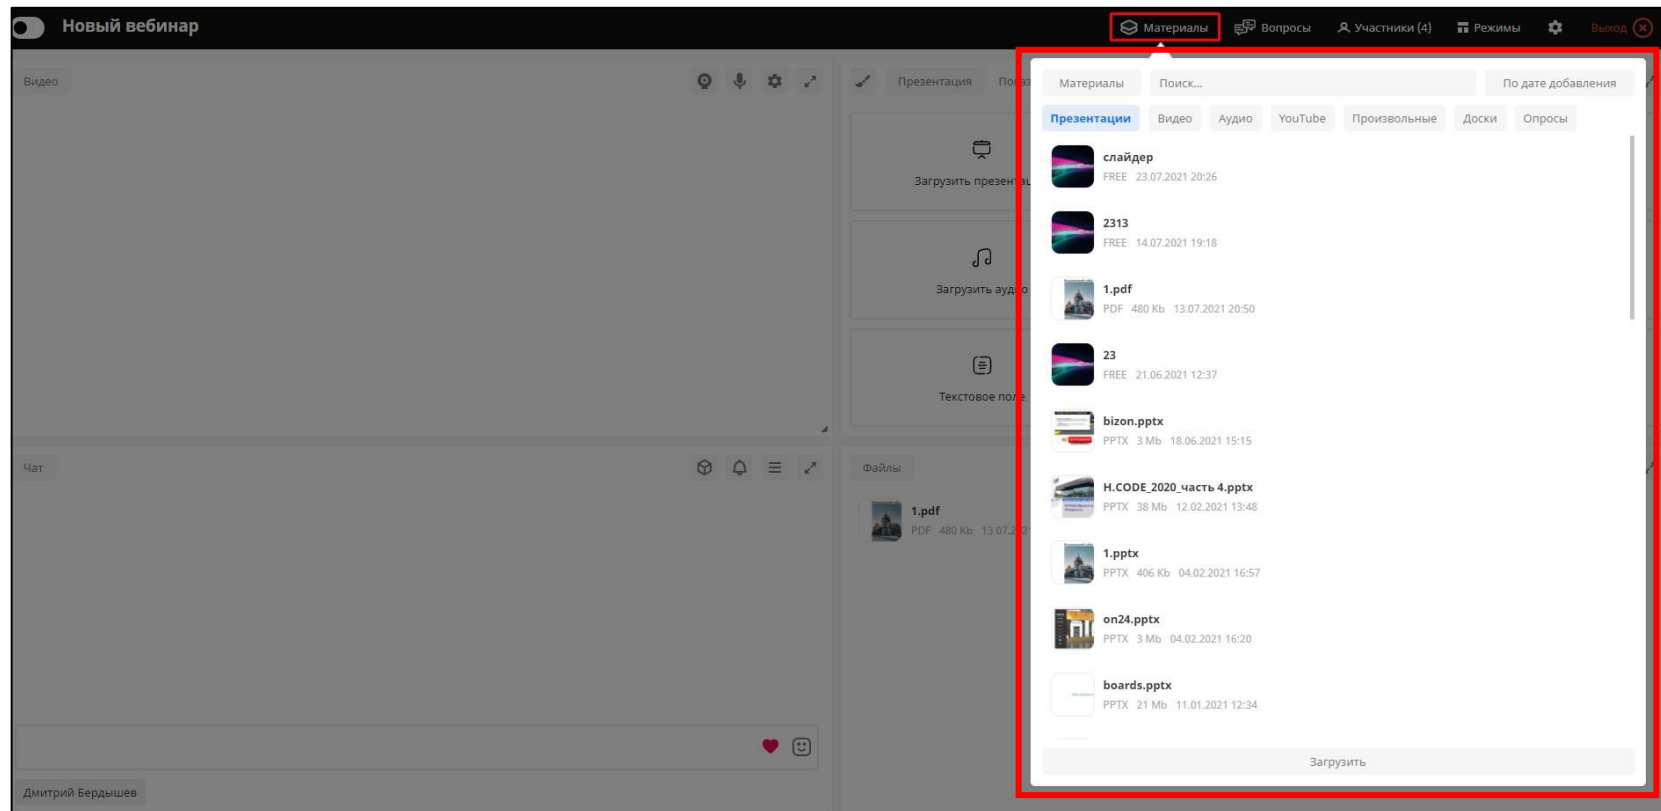 Новый вебинар
Материалы
Вопросы
Участники (4)
Режимы
Выход
Видео
Презентация
Загрузить
Загрузить аудио
Текстовое поле
Материалы
Поиск...
По дате добавления
Презентации
Видео
Аудио
YouTube
Произвольные
Доски
Опросы
слайдер
FREE 23.07.2021 20:26
2313
FREE 14.07.2021 19:18
1.pdf
PDF 480 Kb 13.07.2021 20:50
23
FREE 21.06.2021 12:37
bizon.pptx
PPTX 3 Mb 18.06.2021 15:15
H.CODE_2020_часть 4.pptx
PPTX 38 Mb 12.02.2021 13:48
1.pptx
PPTX 406 Kb 04.02.2021 16:57
on24.pptx
PPTX 3 Mb 04.02.2021 16:20
boards.pptx
PPTX 21 Mb 11.01.2021 12:34
Загрузить
Чат
Файлы
1.pdf
PDF 480 Kb
Дмитрий Бердышев